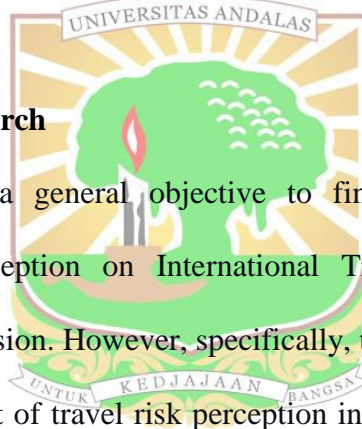 UNIVERSITAS ANDALAS
rch
a general objective to fin
eption on International T
sion. However, specifically, t
UNTUK KEDJAJAAN BANGSA
t of travel risk perception in